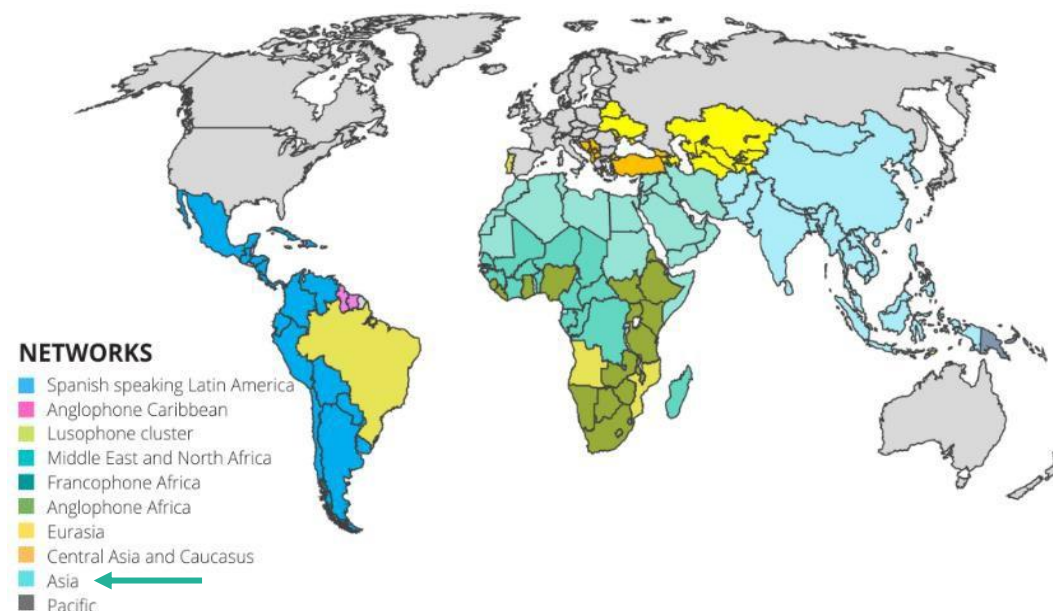 NETWORKS
Spanish speaking Latin America
Anglophone Caribbean
Lusophone cluster
Middle East and North Africa
Francophone Africa
Anglophone Africa
Eurasia
Central Asia and Caucasus
Asia
Pacific